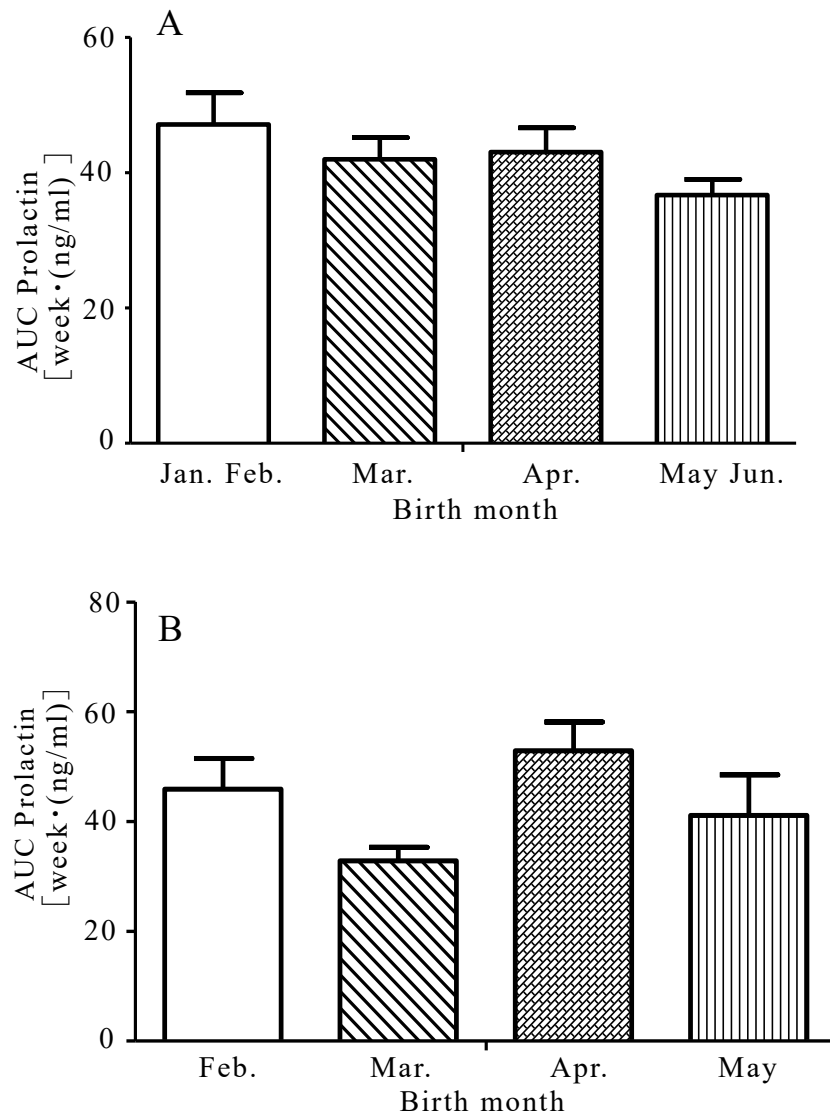 A
60
40
20
0
AUC Prolactin
[week·(ng/ml)]
Jan. Feb. Mar. Apr. May Jun.
Birth month
B
80
60
40
20
0
AUC Prolactin
[week·(ng/ml)]
Feb. Mar. Apr. May
Birth month